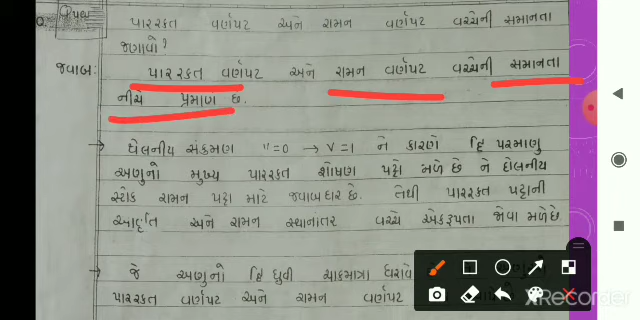 પારરક્ત વર્ણપટ અને રામન વર્ણપટ વચ્ચેની સમાનતા
જણાવો?
જવાબ: પારરક્ત વર્ણપટ અને રામન વર્ણપટ વચ્ચેની સમાનતા
નીચે પ્રમાણ છે.
→ દોલનીય સંક્રમણ v=0 → v=1 ને કારણે દ્વિ પરમાણુ
અણુનો મુખ્ય પારરક્ત શોષણ પટ્ટો મળે છે ને દોલનીય
સ્ટોક રામન પટ્ટા માટે જવાબદાર છે. તેથી પારરક્ત પટ્ટાની
આવૃત્તિ અને રામન સ્થાનાંતર વચ્ચે એકરૂપતા જોવા મળે છે.
→ જે અણુનો દ્વિ ધ્રુવી ચાકમાત્રા ધરાવે
પારરક્ત વર્ણપટ અને રામન વર્ણપટ
XRecorder